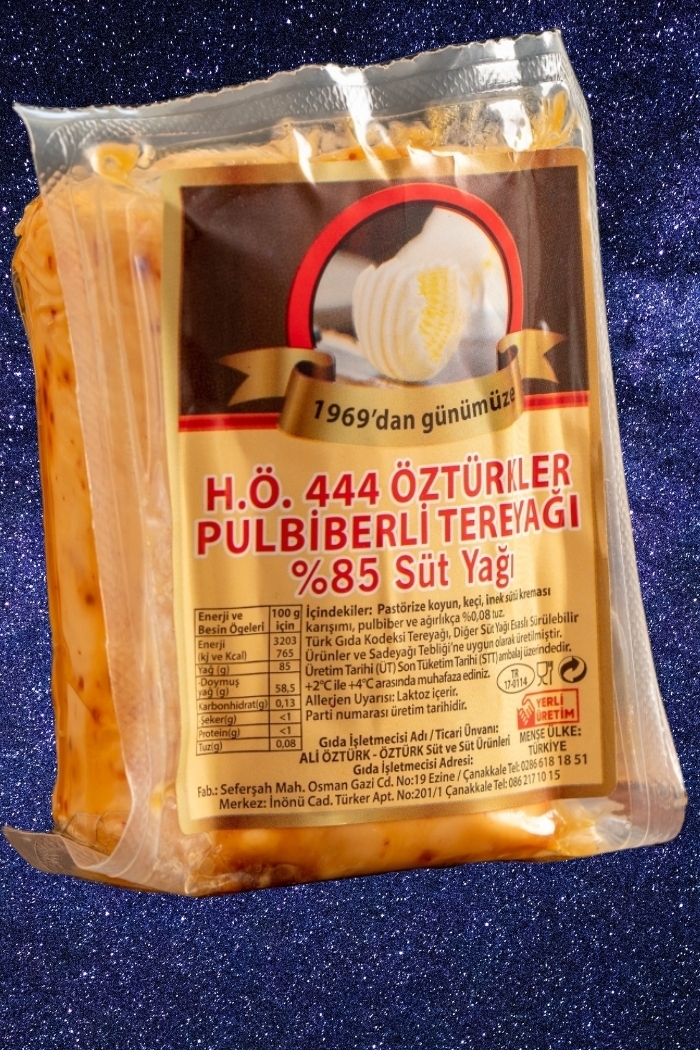 1969'dan günümüze
H.Ö. 444 ÖZTÜRKLER
PULBİBERLİ TEREYAĞI
%85 Süt Yağı
Enerji ve Besin Ögeleri 100 g için
Enerji (kj ve Kcal) 3203 765
Yağ (g) 85
-Doymuş yağ (g) 58,5
Karbonhidrat(g) 0,13
Şeker(g) <1
Protein(g) <1
Tuz(g) 0,08
İçindekiler: Pastörize koyun, keçi, inek sütü kreması
karışımı, pulbiber ve ağırlıkça %0,08 tuz.
Türk Gıda Kodeksi Tereyağı, Diğer Süt Yağı Esaslı Sürülebilir
Ürünler ve Sadeyağı Tebliği'ne uygun olarak üretilmiştir.
Üretim Tarihi (ÜT) Son Tüketim Tarihi (STT) ambalaj üzerindedir.
+2°C ile +4°C arasında muhafaza ediniz.
Allerjen Uyarısı: Laktoz içerir.
Parti numarası üretim tarihidir.
TR
17-0114
YERLİ
ÜRETİM
MENŞE ÜLKE:
TÜRKİYE
Gıda İşletmecisi Adı / Ticari Ünvanı:
ALİ ÖZTÜRK - ÖZTÜRK Süt ve Süt Ürünleri
Gıda İşletmecisi Adresi:
Fab.: Seferşah Mah. Osman Gazi Cd. No:19 Ezine / Çanakkale Tel: 0286 618 18 51
Merkez: İnönü Cad. Türker Apt. No:201/1 Çanakkale Tel: 086 217 10 15